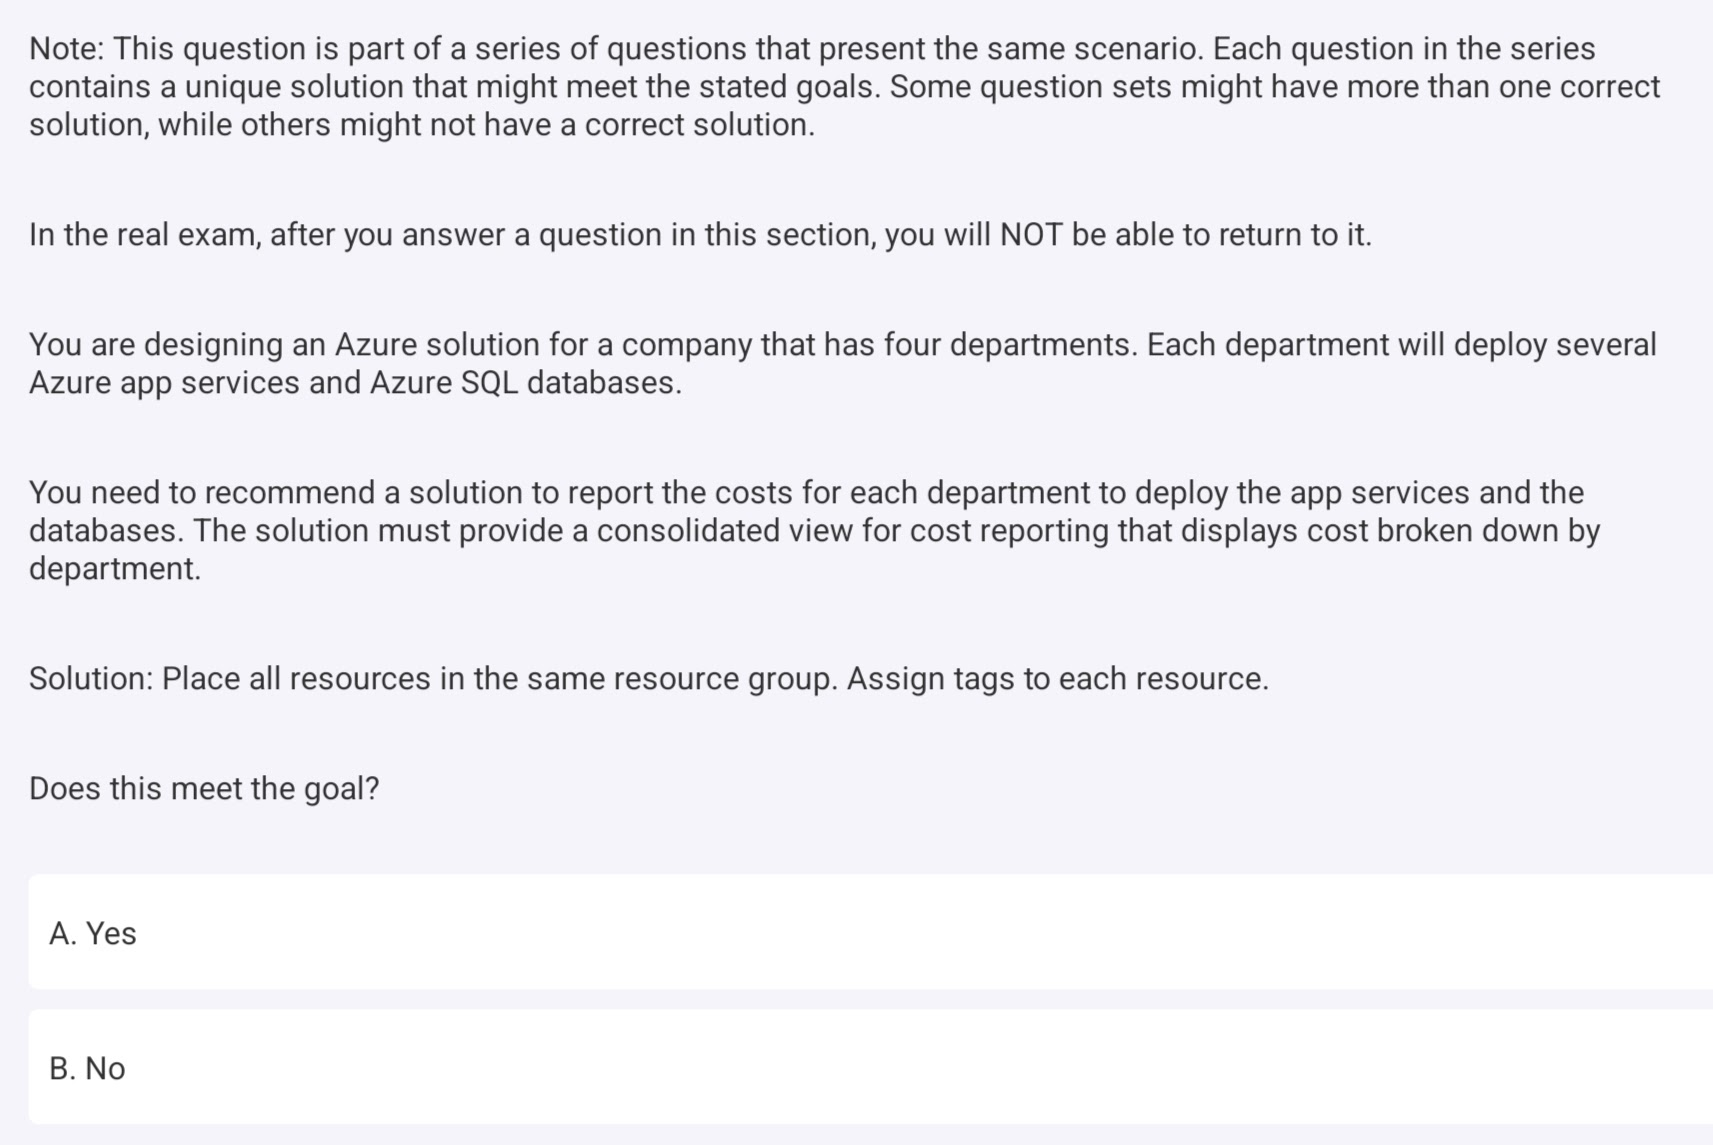 Note: This question is part of a series of questions that present the same scenario. Each question in the series
contains a unique solution that might meet the stated goals. Some question sets might have more than one correct
solution, while others might not have a correct solution.
In the real exam, after you answer a question in this section, you will NOT be able to return to it.
You are designing an Azure solution for a company that has four departments. Each department will deploy several
Azure app services and Azure SQL databases.
You need to recommend a solution to report the costs for each department to deploy the app services and the
databases. The solution must provide a consolidated view for cost reporting that displays cost broken down by
department.
Solution: Place all resources in the same resource group. Assign tags to each resource.
Does this meet the goal?
A. Yes
B. No